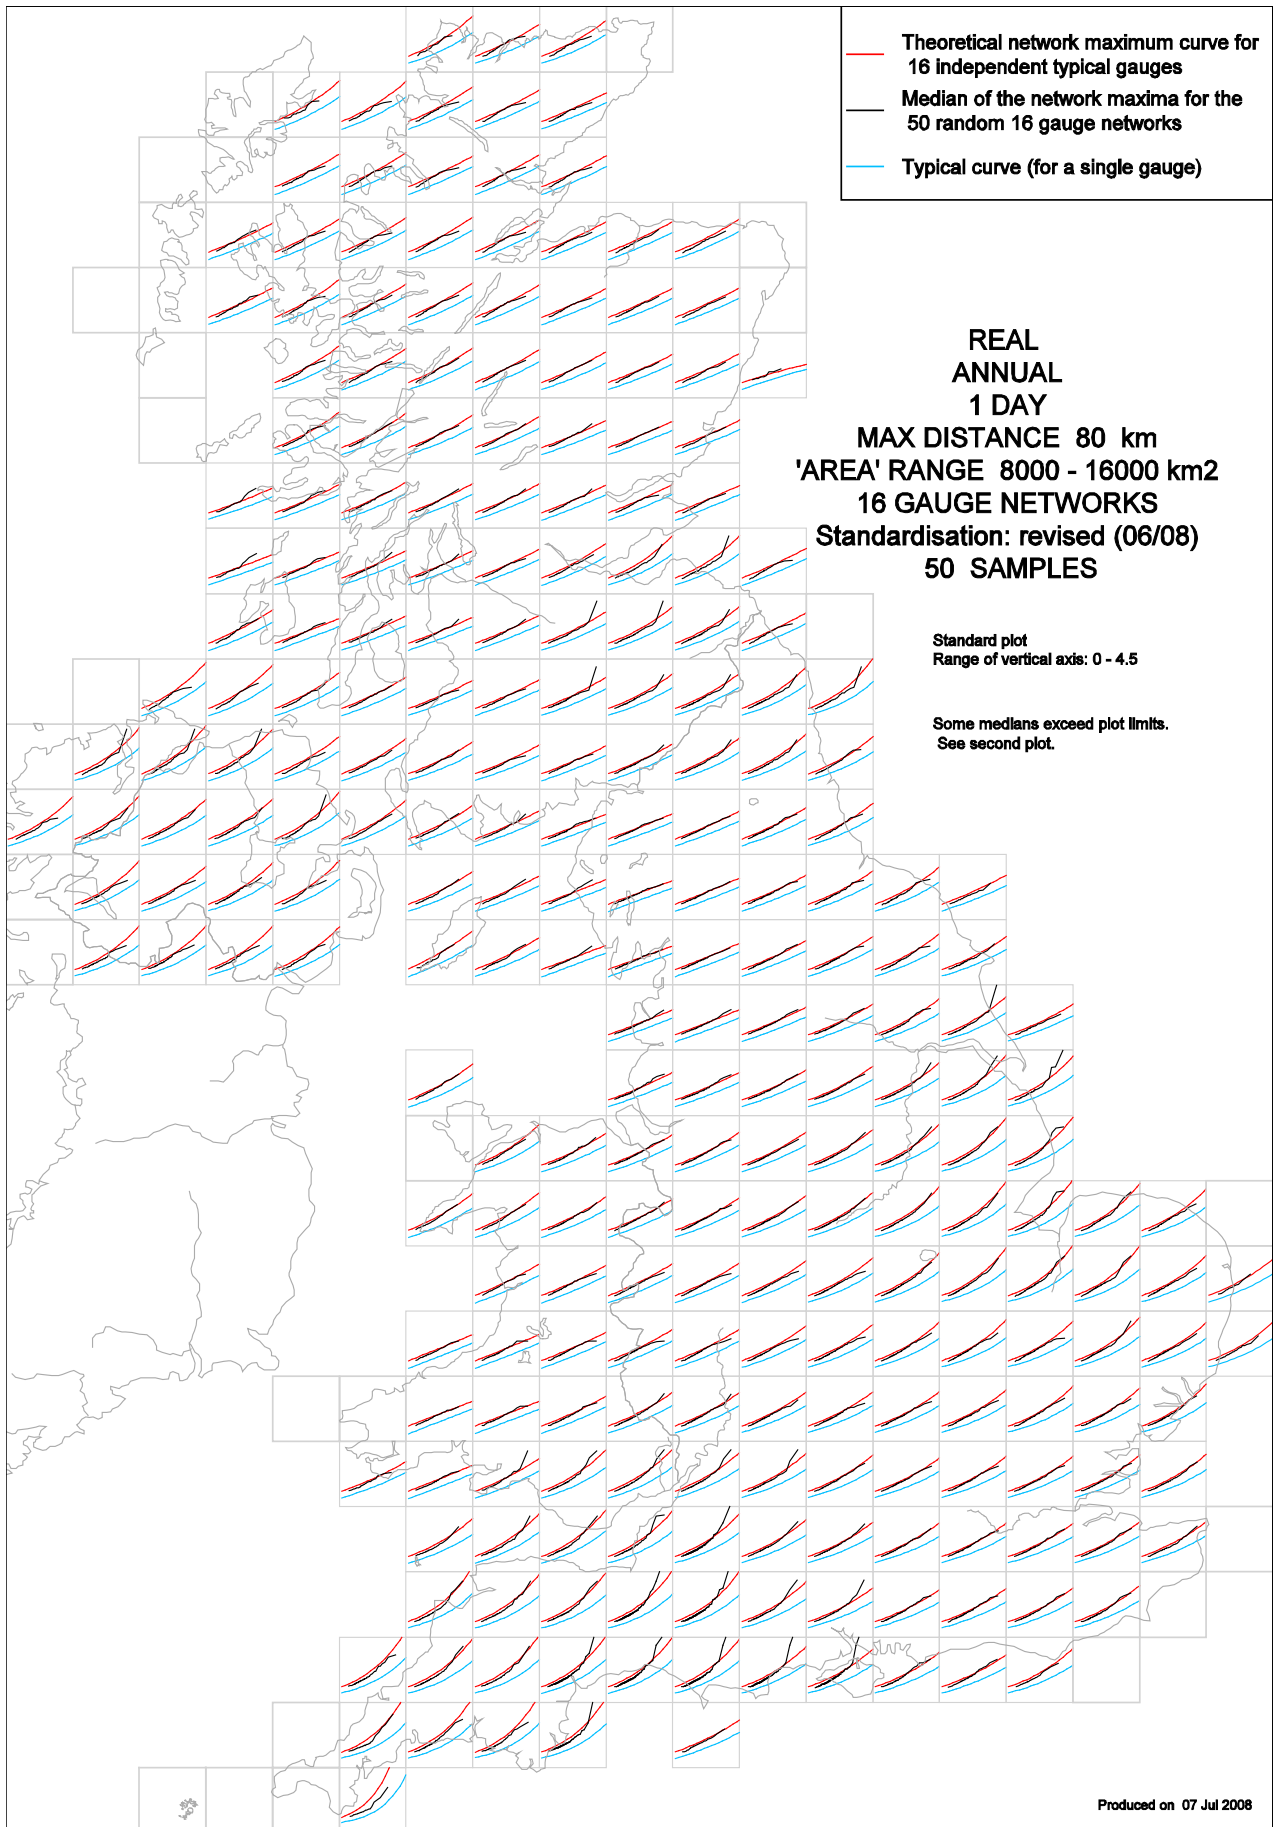 Theoretical network maximum curve for
16 independent typical gauges
Median of the network maxima for the
50 random 16 gauge networks
Typical curve (for a single gauge)
REAL
ANNUAL
1 DAY
MAX DISTANCE 80 km
'AREA' RANGE 8000 - 16000 km2
16 GAUGE NETWORKS
Standardisation: revised (06/08)
50 SAMPLES
Standard plot
Range of vertical axis: 0 - 4.5
Some medians exceed plot limits.
See second plot.
Produced on 07 Jul 2008